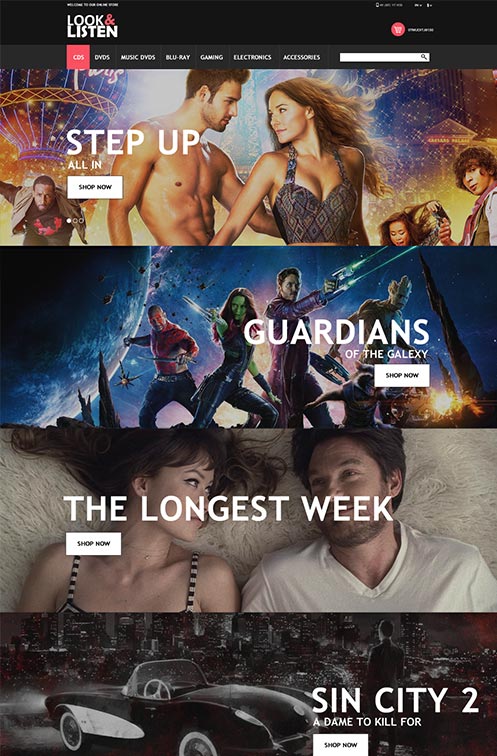 WELCOME TO OUR ONLINE STORE
LOOK&
LISTEN
CDS
DVDS
MUSIC DVDS
BLU-RAY
GAMING
ELECTRONICS
ACCESSORIES
STEP UP
ALL IN
SHOP NOW
CAESARS PALACE
GUARDIANS
OF THE GALEXY
SHOP NOW
THE LONGEST WEEK
SHOP NOW
SIN CITY 2
A DAME TO KILL FOR
SHOP NOW